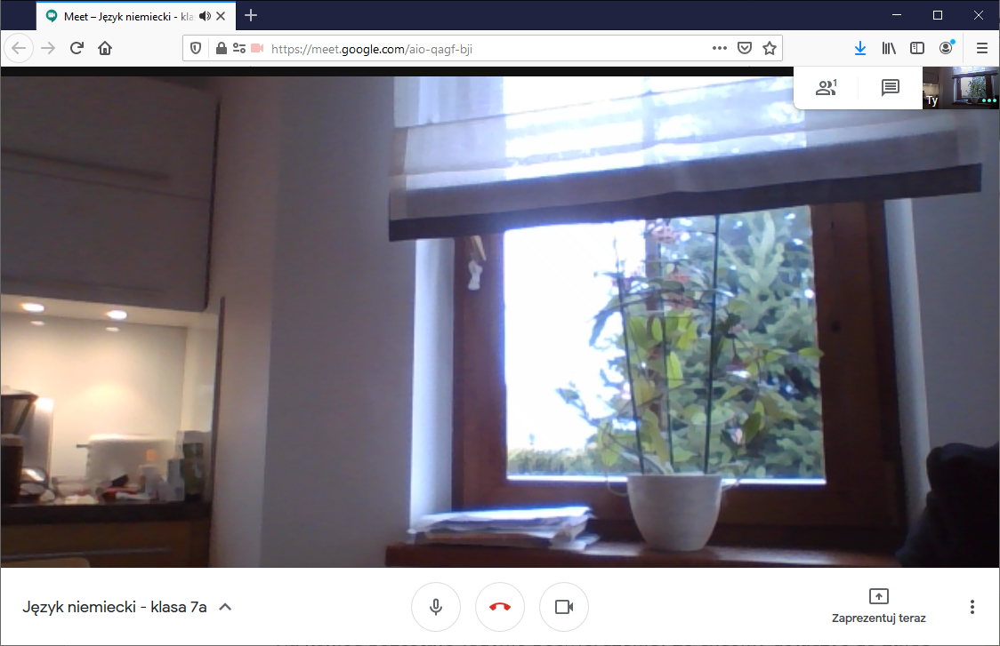 Meet – Język niemiecki - kla
https://meet.google.com/aio-qagf-bji
1
Ty
Język niemiecki - klasa 7a
Zaprezentuj teraz